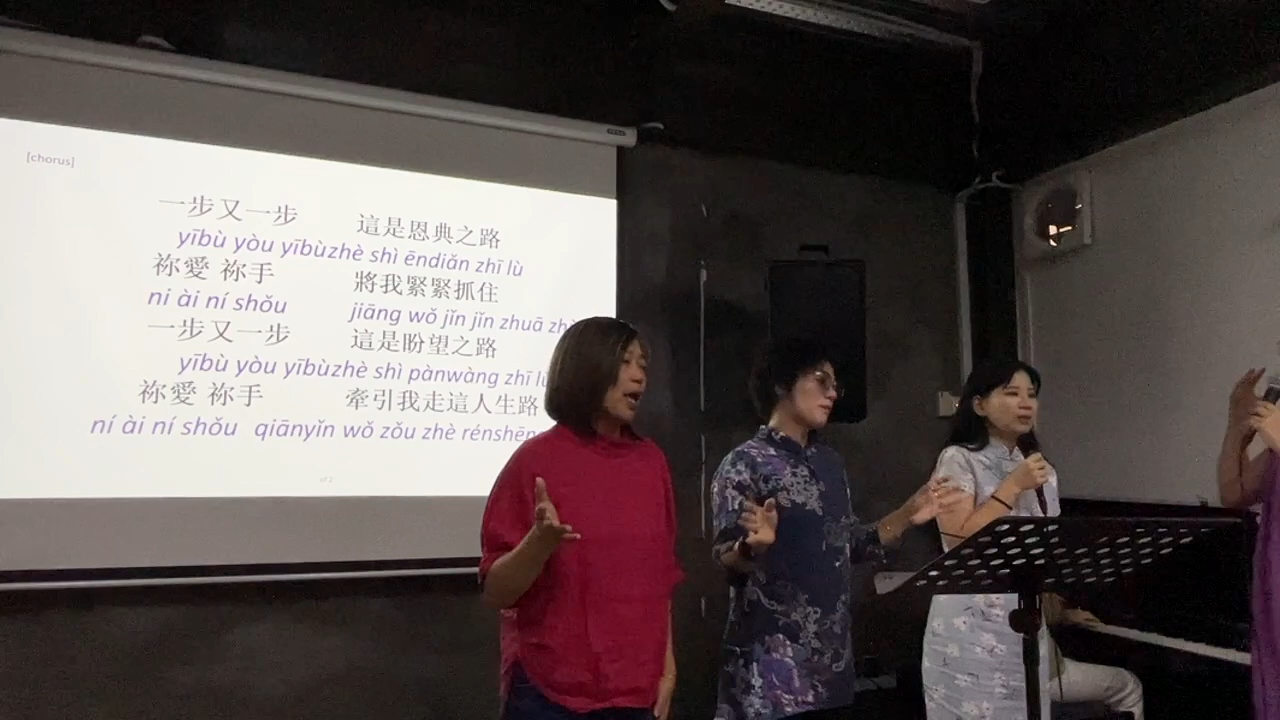 [chorus]
一步又一步 這是恩典之路
yībù yòu yībùzhè shì ēndiǎn zhī lù
祢愛 祢手 將我緊緊抓住
ni ài ní shǒu jiāng wǒ jǐn jǐn zhuā
一步又一步 這是盼望之路
yībù yòu yībùzhè shì pànwàng zhī lù
祢愛 祢手 牽引我走這人生路
ní ài ní shǒu qiānyǐn wǒ zǒu zhè rénshēn